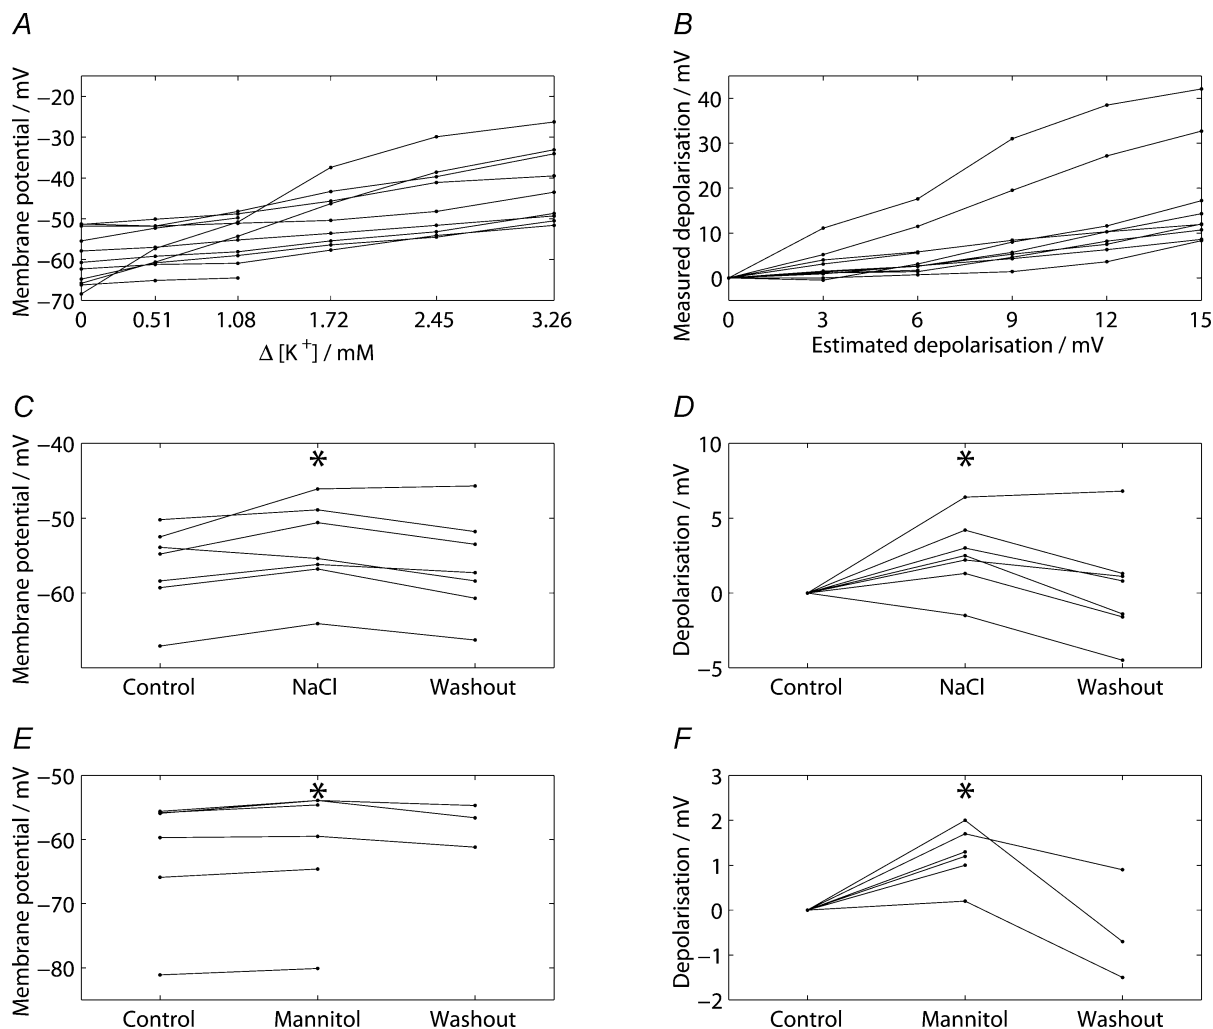 A
Membrane potential / mV
−20
−30
−40
−50
−60
−70
0 0.51 1.08 1.72 2.45 3.26
Δ [K+] / mM
B
Measured depolarisation / mV
40
30
20
10
0
0 3 6 9 12 15
Estimated depolarisation / mV
C
Membrane potential / mV
−40
−50
−60
*
Control NaCl Washout
D
Depolarisation / mV
10
5
0
−5
*
Control NaCl Washout
E
Membrane potential / mV
−50
−60
−70
−80
*
Control Mannitol Washout
F
Depolarisation / mV
3
2
1
0
−1
−2
*
Control Mannitol Washout